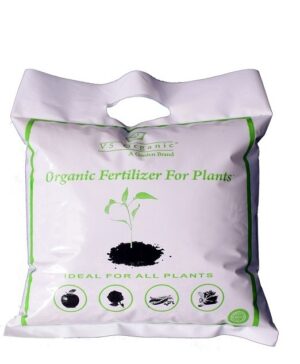 VS Organic
A Garden Brand
Organic Fertilizer For Plants
IDEAL FOR ALL PLANTS